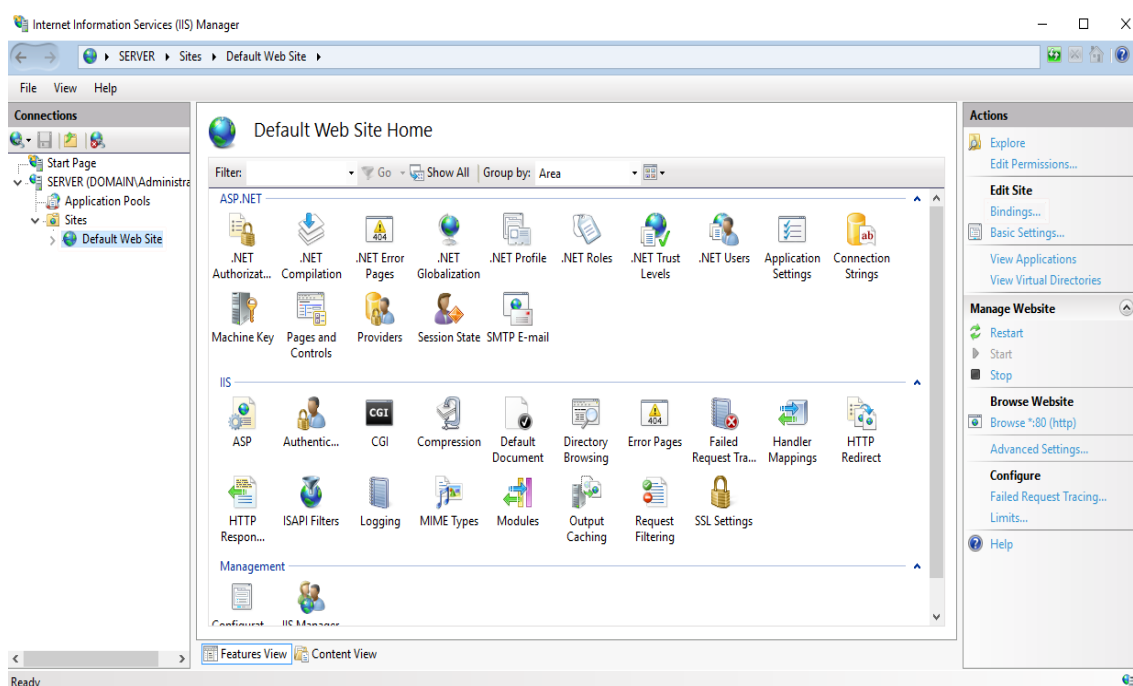 Internet Information Services (IIS) Manager
SERVER Sites Default Web Site
File View Help
Connections
Start Page
SERVER (DOMAIN\Administra
Application Pools
Sites
Default Web Site
Default Web Site Home
Filter: Go Show All Group by: Area
ASP.NET
.NET Authorizat...
.NET Compilation
.NET Error Pages
.NET Globalization
.NET Profile
.NET Roles
.NET Trust Levels
.NET Users
Application Settings
Connection Strings
ab
404
Machine Key
Pages and Controls
Providers
Session State
SMTP E-mail
IIS
ASP
Authentic...
CGI
CGI
Compression
Default Document
Directory Browsing
404
Error Pages
Failed Request Tra...
Handler Mappings
HTTP Redirect
HTTP Respon...
ISAPI Filters
Logging
MIME Types
Modules
Output Caching
Request Filtering
SSL Settings
Management
Configurat...
IIS Manager
Features View Content View
Ready
Actions
Explore
Edit Permissions...
Edit Site
Bindings...
Basic Settings...
View Applications
View Virtual Directories
Manage Website
Restart
Start
Stop
Browse Website
Browse *:80 (http)
Advanced Settings...
Configure
Failed Request Tracing...
Limits...
Help